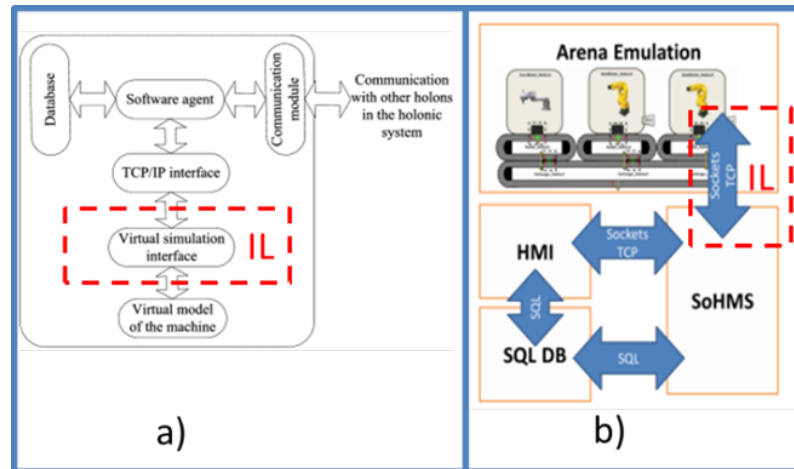 Database
Software agent
Communication
module
Communication
with other holons
in the holonic
system
TCP/IP interface
Virtual simulation
interface
IL
Virtual model
of the machine
a)
Arena Emulation
Sockets
TCP
IL
HMI
Sockets
TCP
SoHMS
SQL
SQL DB
SQL
b)